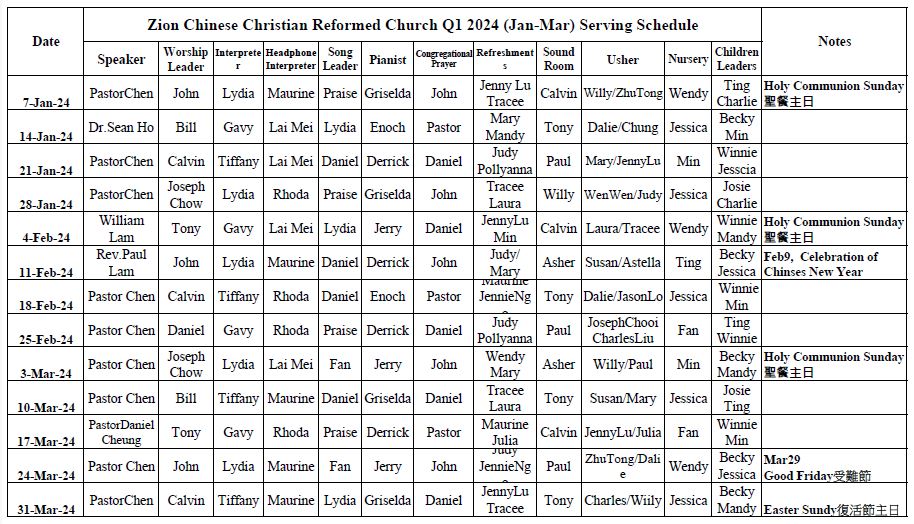 Zion Chinese Christian Reformed Church Q1 2024 (Jan-Mar) Serving Schedule
Date Speaker Worship Leader Interpreter Headphone Interpreter Song Leader Pianist Congregational Prayer Refreshments Sound Room Usher Nursery Children Leaders Notes
7-Jan-24 PastorChen John Lydia Maurine Praise Griselda John Jenny Lu Tracee Calvin Willy/ZhuTong Wendy Ting Charlie Holy Communion Sunday 聖餐主日
14-Jan-24 Dr.Sean Ho Bill Gavy Lai Mei Lydia Enoch Pastor Mary Mandy Tony Dalie/Chung Jessica Becky Min
21-Jan-24 PastorChen Calvin Tiffany Lai Mei Daniel Derrick Daniel Judy Pollyanna Paul Mary/JennyLu Min Winnie Jesscia
28-Jan-24 PastorChen Joseph Chow Lydia Rhoda Praise Griselda John Tracee Laura Willy WenWen/Judy Jessica Josie Charlie
4-Feb-24 William Lam Tony Gavy Lai Mei Lydia Jerry Daniel JennyLu Min Calvin Laura/Tracee Wendy Winnie Mandy Holy Communion Sunday 聖餐主日
11-Feb-24 Rev.Paul Lam John Lydia Maurine Daniel Derrick John Judy/ Mary Asher Susan/Astella Ting Becky Jessica Feb9, Celebration of Chinses New Year
18-Feb-24 Pastor Chen Calvin Tiffany Rhoda Daniel Enoch Pastor Maurine JennieNg Tony Dalie/JasonLo Jessica Winnie Min
25-Feb-24 Pastor Chen Daniel Gavy Rhoda Praise Derrick Daniel Judy Pollyanna Paul JosephChooi CharlesLiu Fan Ting Winnie
3-Mar-24 Pastor Chen Joseph Chow Lydia Lai Mei Fan Jerry John Wendy Mary Asher Willy/Paul Min Becky Mandy Holy Communion Sunday 聖餐主日
10-Mar-24 Pastor Chen Bill Tiffany Maurine Daniel Griselda Daniel Tracee Laura Tony Susan/Mary Jessica Josie Ting
17-Mar-24 PastorDaniel Cheung Tony Gavy Rhoda Praise Derrick Pastor Maurine Julia Calvin JennyLu/Julia Fan Winnie Min
24-Mar-24 Pastor Chen John Lydia Maurine Fan Jerry John Judy JennieNg Paul ZhuTong/Dalie Wendy Becky Jessica Mar29 Good Friday受難節
31-Mar-24 Pastor Chen Calvin Tiffany Maurine Lydia Griselda Daniel JennyLu Tracee Tony Charles/Wiily Jessica Becky Mandy Easter Sundy復活節主日